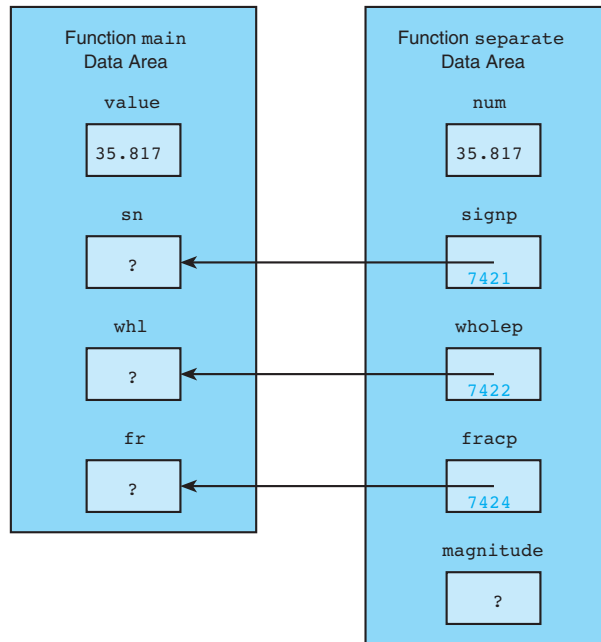 Function main
Data Area
value
35.817
sn
?
whl
?
fr
?
Function separate
Data Area
num
35.817
signp
7421
wholep
7422
fracp
7424
magnitude
?